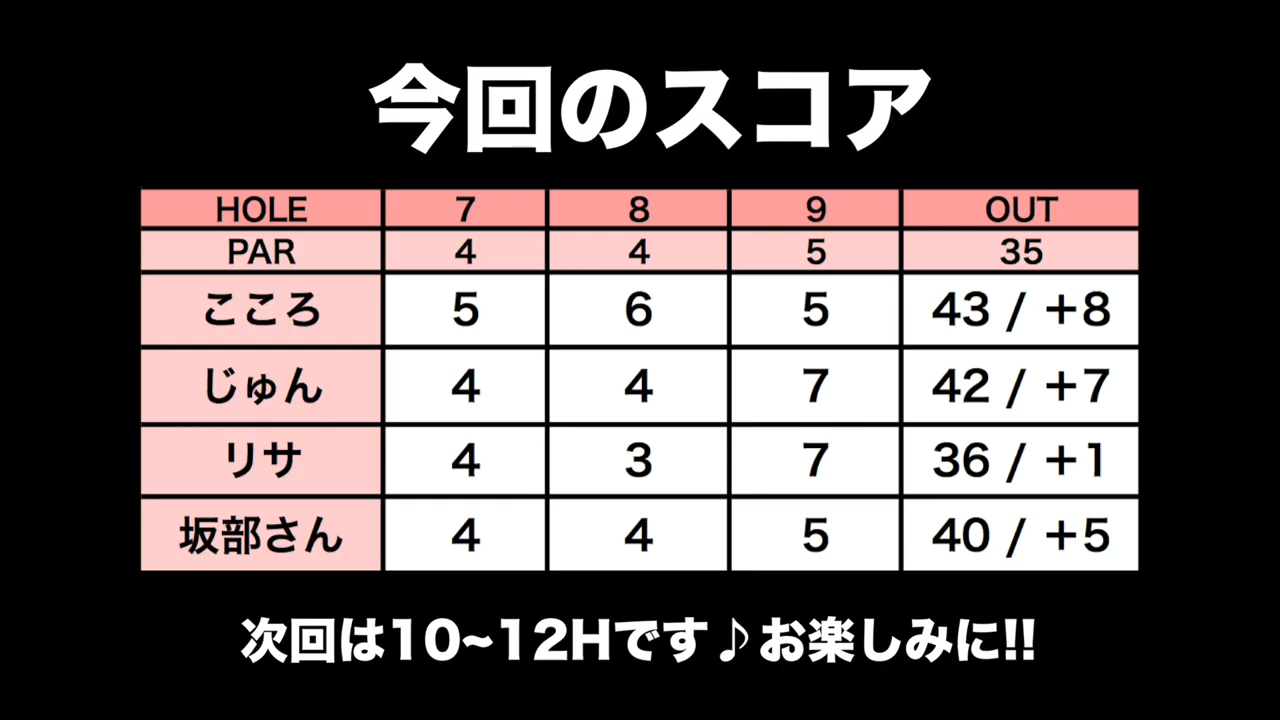 今回のスコア
HOLE 7 8 9 OUT
PAR 4 4 5 35
こころ 5 6 5 43 / +8
じゅん 4 4 7 42 / +7
リサ 4 3 7 36 / +1
坂部さん 4 4 5 40 / +5
次回は10~12Hです♪お楽しみに!!